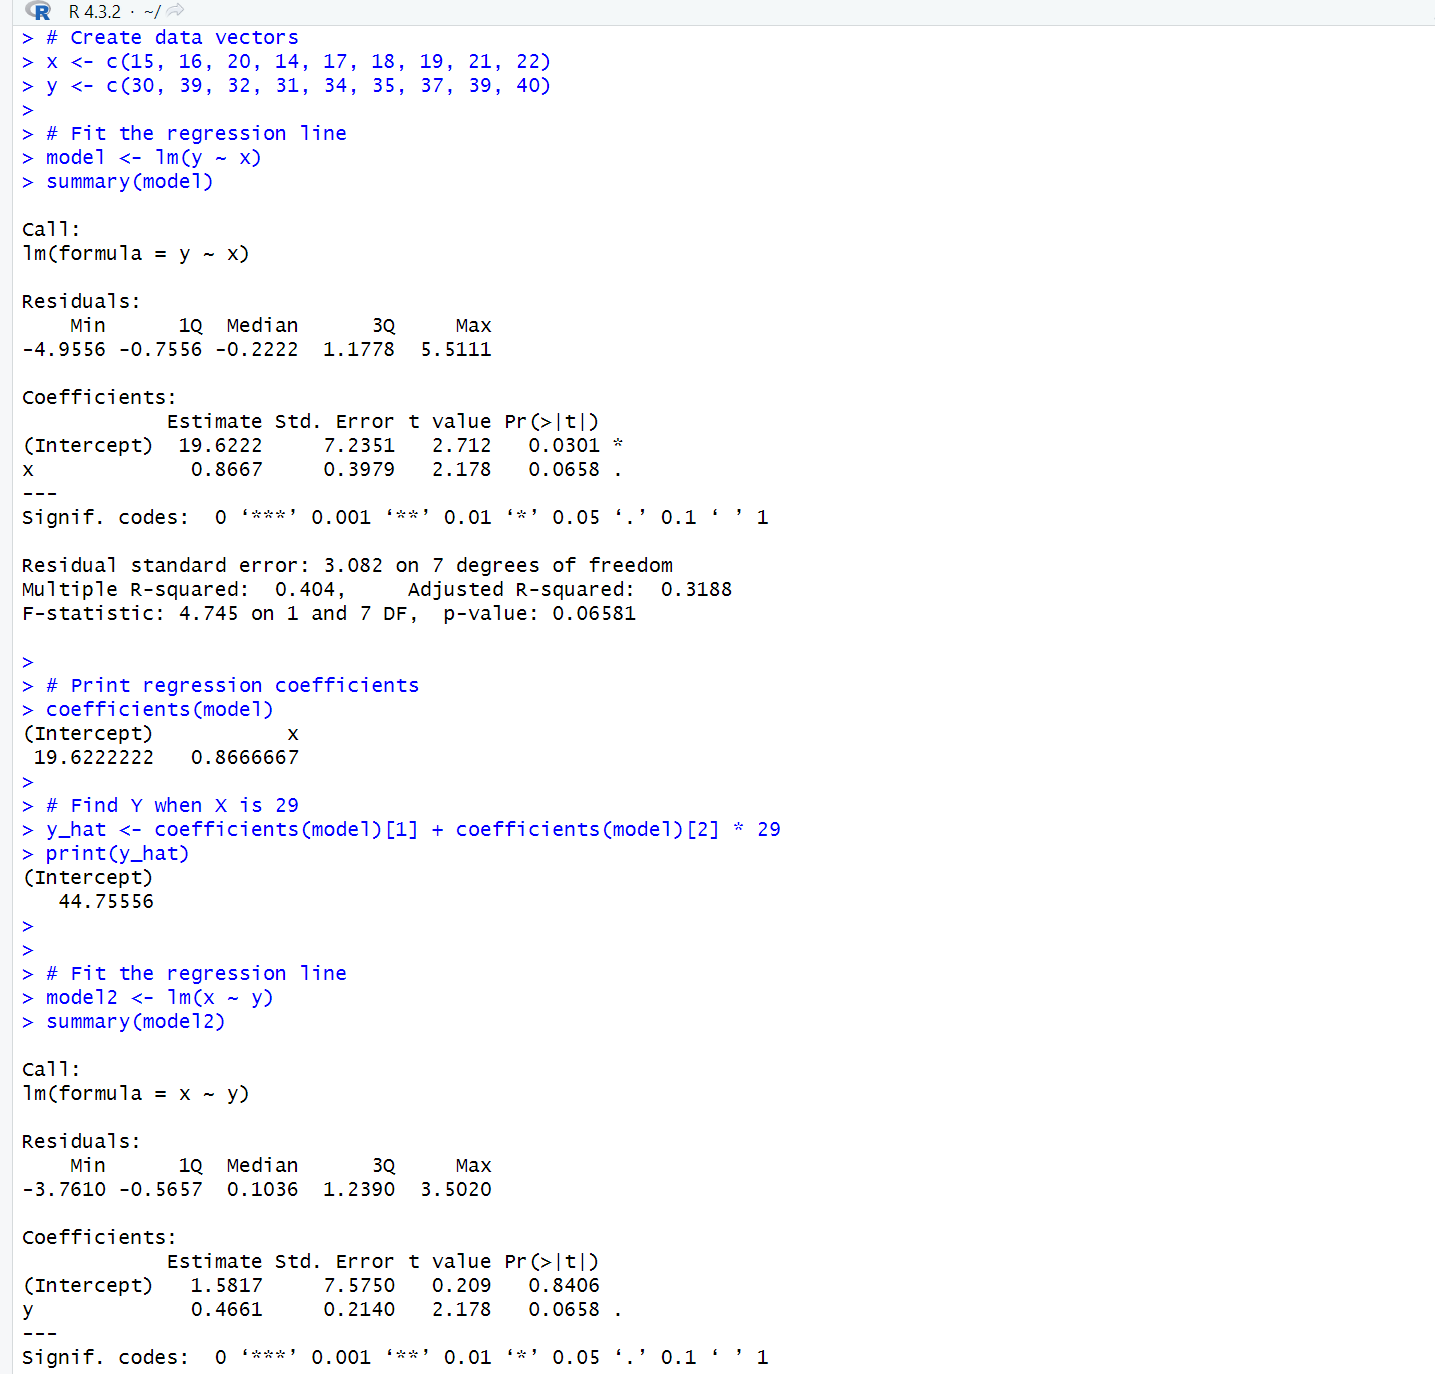 R R 4.3.2 · ~/
> # Create data vectors
> x <- c(15, 16, 20, 14, 17, 18, 19, 21, 22)
> y <- c(30, 39, 32, 31, 34, 35, 37, 39, 40)
>
> # Fit the regression line
> model <- lm(y ~ x)
> summary(model)

Call:
lm(formula = y ~ x)

Residuals:
    Min      1Q  Median      3Q     Max
-4.9556 -0.7556 -0.2222  1.1778  5.5111

Coefficients:
            Estimate Std. Error t value Pr(>|t|)
(Intercept)  19.6222     7.2351   2.712   0.0301 *
x             0.8667     0.3979   2.178   0.0658 .
---
Signif. codes:  0 ‘***’ 0.001 ‘**’ 0.01 ‘*’ 0.05 ‘.’ 0.1 ‘ ’ 1

Residual standard error: 3.082 on 7 degrees of freedom
Multiple R-squared:  0.404,     Adjusted R-squared:  0.3188
F-statistic: 4.745 on 1 and 7 DF,  p-value: 0.06581

>
> # Print regression coefficients
> coefficients(model)
(Intercept)           x
 19.6222222   0.8666667
>
> # Find Y when X is 29
> y_hat <- coefficients(model)[1] + coefficients(model)[2] * 29
> print(y_hat)
(Intercept)
   44.75556
>
>
> # Fit the regression line
> model2 <- lm(x ~ y)
> summary(model2)

Call:
lm(formula = x ~ y)

Residuals:
    Min      1Q  Median      3Q     Max
-3.7610 -0.5657  0.1036  1.2390  3.5020

Coefficients:
            Estimate Std. Error t value Pr(>|t|)
(Intercept)   1.5817     7.5750   0.209   0.8406
y             0.4661     0.2140   2.178   0.0658 .
---
Signif. codes:  0 ‘***’ 0.001 ‘**’ 0.01 ‘*’ 0.05 ‘.’ 0.1 ‘ ’ 1